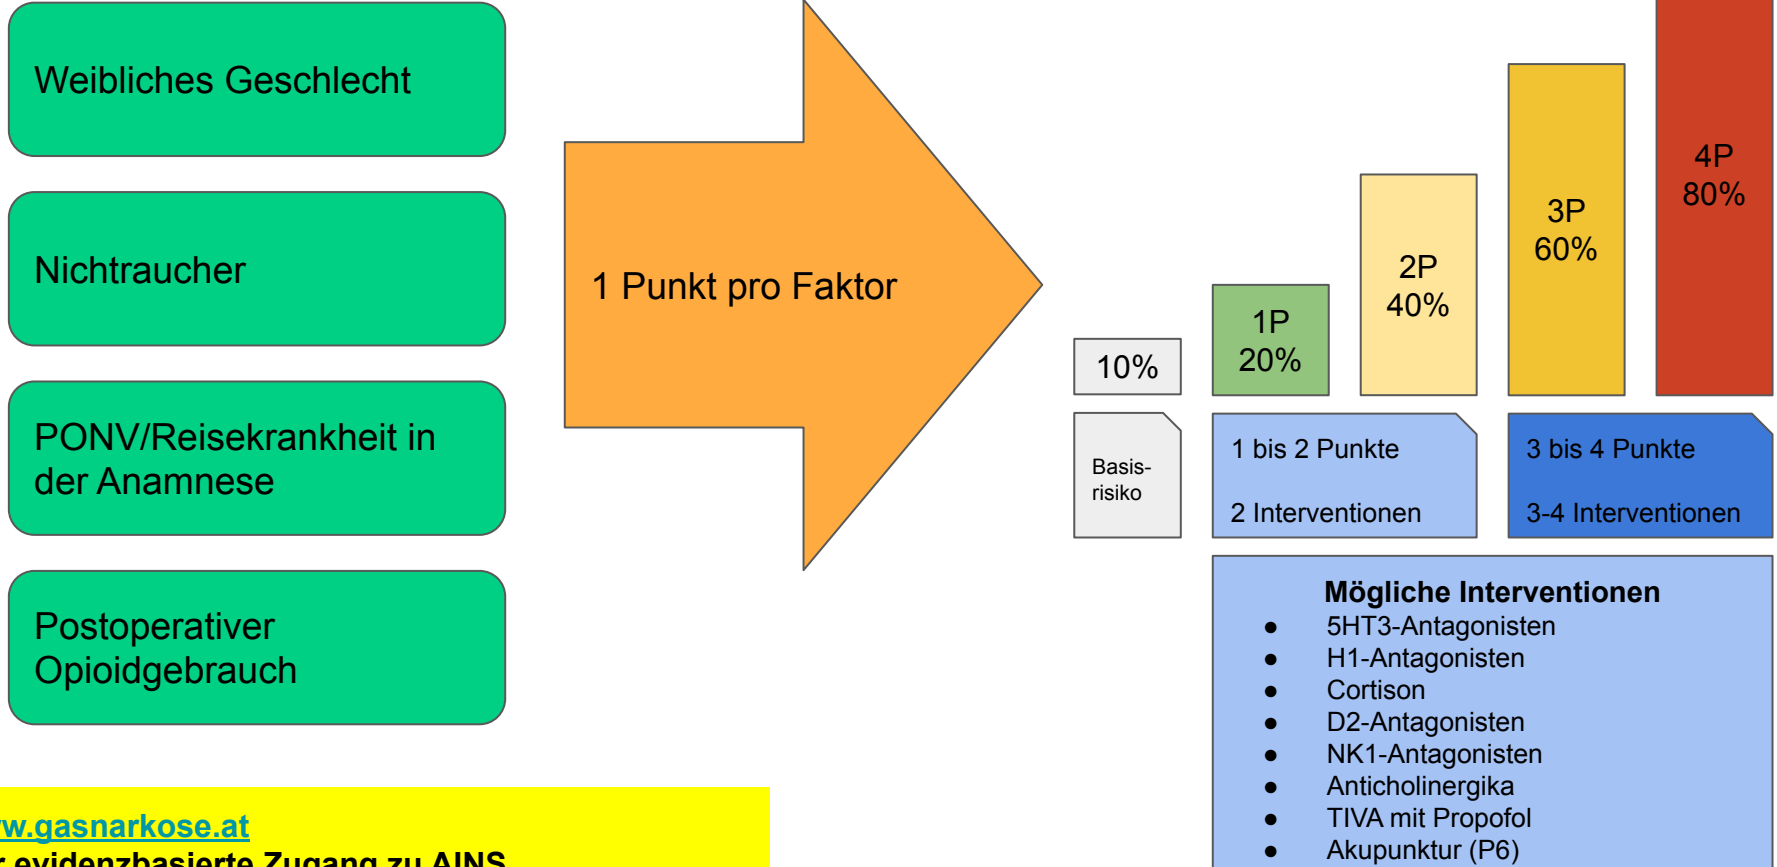 Weibliches Geschlecht
Nichtraucher
PONV/Reisekrankheit in
der Anamnese
Postoperativer
Opioidgebrauch
1 Punkt pro Faktor
10%
1P
20%
2P
40%
3P
60%
4P
80%
Basis-
risiko
1 bis 2 Punkte
2 Interventionen
3 bis 4 Punkte
3-4 Interventionen
Mögliche Interventionen
● 5HT3-Antagonisten
● H1-Antagonisten
● Cortison
● D2-Antagonisten
● NK1-Antagonisten
● Anticholinergika
● TIVA mit Propofol
● Akupunktur (P6)
w.gasnarkose.at
r evidenzbasierte Zugang zu AINS